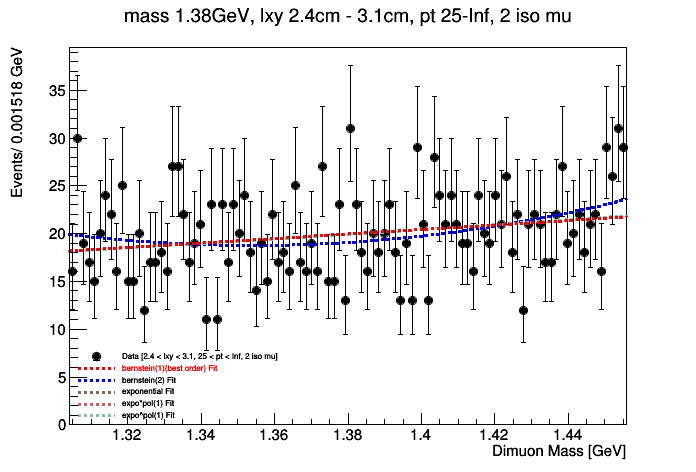 mass 1.38GeV, lxy 2.4cm - 3.1cm, pt 25-Inf, 2 iso mu
Events/ 0.001518 GeV
35
30
25
20
15
10
5
0
Data [2.4 < lxy < 3.1, 25 < pt < Inf, 2 iso mu]
bernstein(1)(best order) Fit
bernstein(2) Fit
exponential Fit
expo*pol(1) Fit
expo*pol(1) Fit
1.32 1.34 1.36 1.38 1.4 1.42 1.44
Dimuon Mass [GeV]